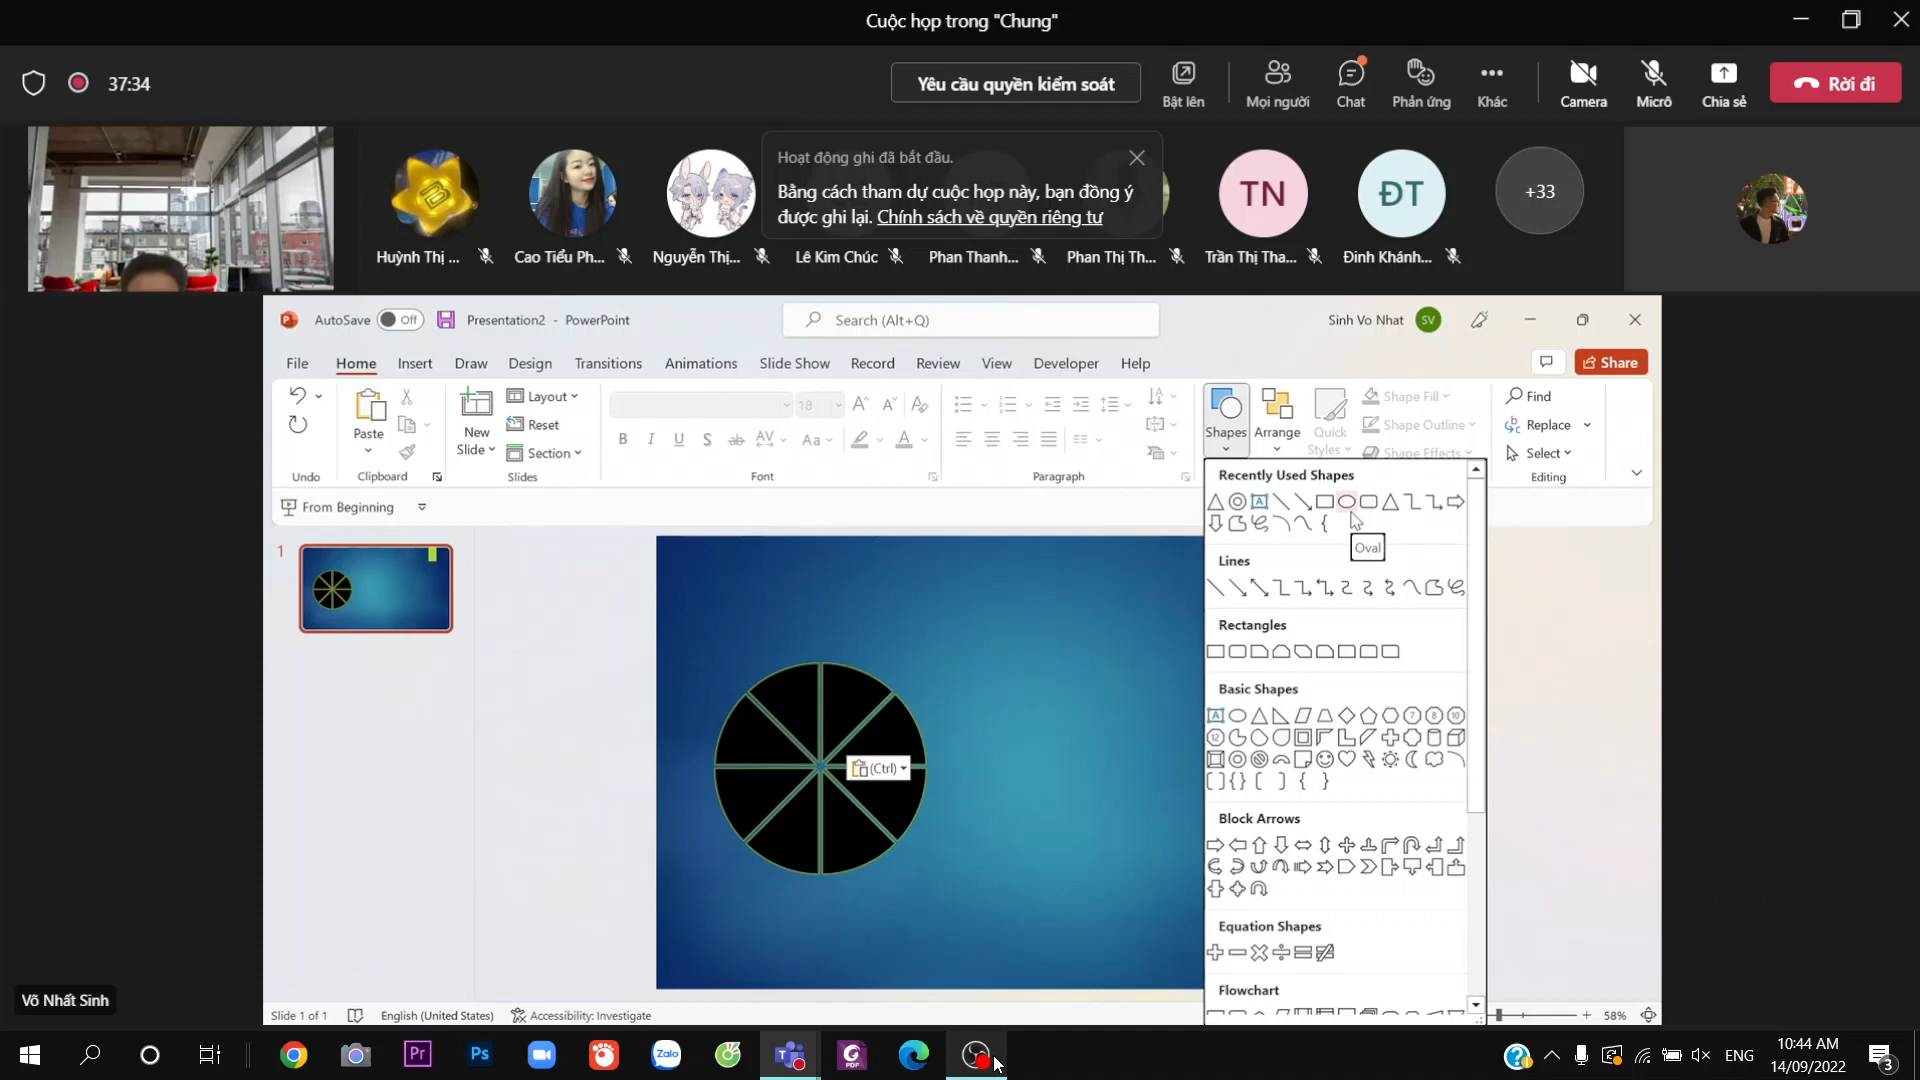 Cuộc họp trong "Chung"
37:34
Yêu cầu quyền kiểm soát
Bật lên
Mọi người
Chat
Phản ứng
Khác
Camera
Micrô
Chia sẻ
Rời đi
Hoạt động ghi đã bắt đầu.
Bằng cách tham dự cuộc họp này, bạn đồng ý
được ghi lại. Chính sách về quyền riêng tư
TN
ĐT
+33
Huỳnh Thị ...
Cao Tiểu Ph...
Nguyễn Thị...
Lê Kim Chúc
Phan Thanh...
Phan Thị Th...
Trần Thị Tha...
Đinh Khánh...
AutoSave Off
Presentation2 - PowerPoint
Search (Alt+Q)
Sinh Vo Nhat SV
File Home Insert Draw Design Transitions Animations Slide Show Record Review View Developer Help
Share
Paste
New
Slide
Layout
Reset
Section
18
Shapes
Arrange
Quick
Styles
Shape Fill
Shape Outline
Shape Effects
Find
Replace
Select
Undo Clipboard Slides Font Paragraph Editing
From Beginning
1
(Ctrl)
Recently Used Shapes
Oval
Lines
Rectangles
Basic Shapes
Block Arrows
Equation Shapes
Flowchart
Võ Nhất Sinh
Slide 1 of 1 English (United States) Accessibility: Investigate
58%
Pr
Ps
Zalo
PDF
ENG
10:44 AM
14/09/2022
3